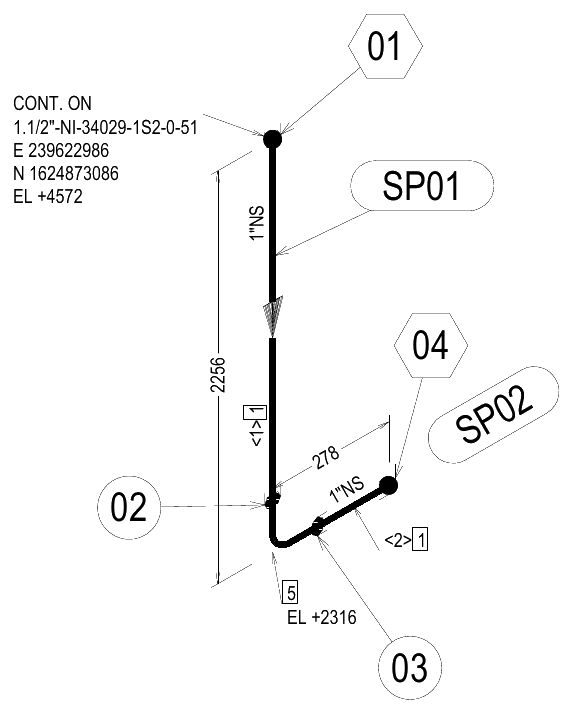 01
CONT. ON
1.1/2"-NI-34029-1S2-0-51
E 239622986
N 1624873086
EL +4572
SP01
1"NS
04
2256
SP02
<1> 1
278
1"NS
02
<2> 1
5
EL +2316
03